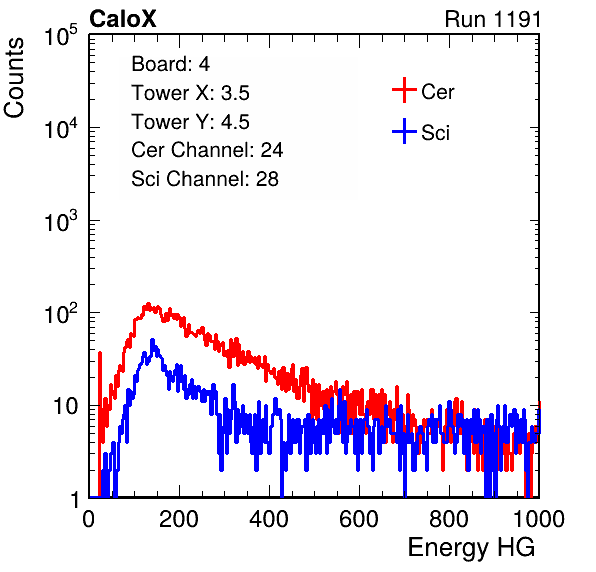 CaloX Run 1191
Counts
10^5
10^4
10^3
10^2
10
1
Board: 4
Tower X: 3.5
Tower Y: 4.5
Cer Channel: 24
Sci Channel: 28
Cer
Sci
0 200 400 600 800 1000
Energy HG